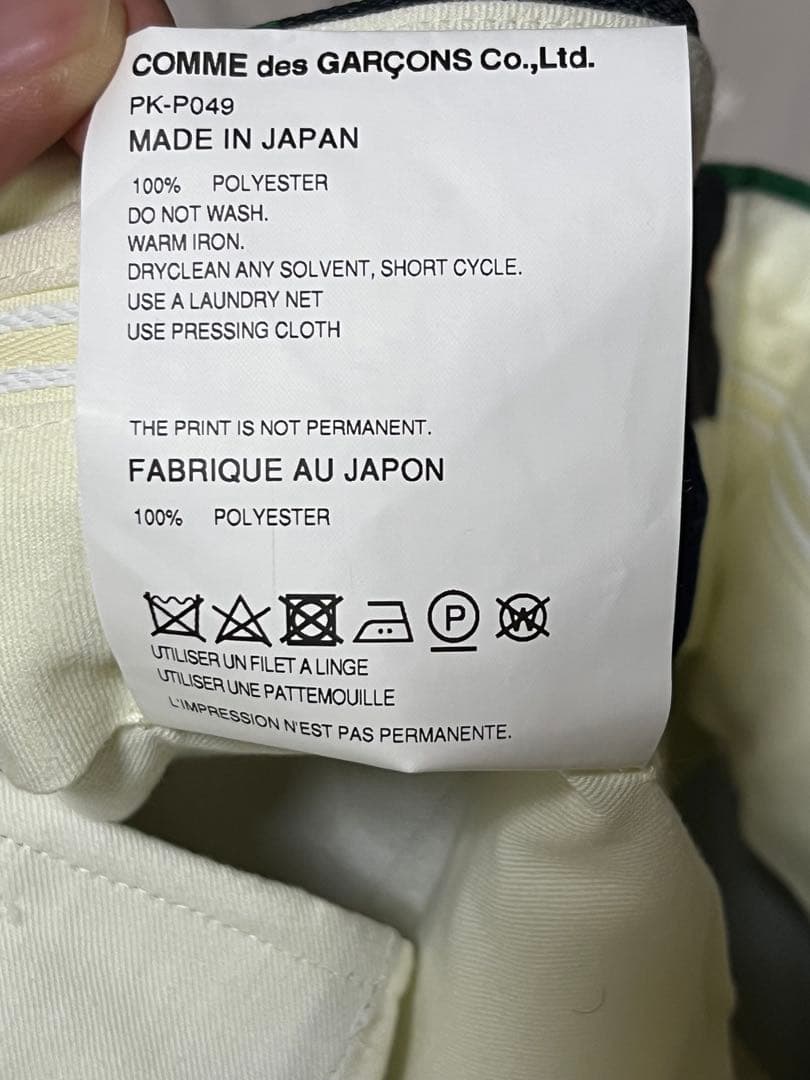 COMME des GARÇONS Co.,Ltd.
PK-P049
MADE IN JAPAN
100% POLYESTER
DO NOT WASH.
WARM IRON.
DRYCLEAN ANY SOLVENT, SHORT CYCLE.
USE A LAUNDRY NET
USE PRESSING CLOTH
THE PRINT IS NOT PERMANENT.
FABRIQUE AU JAPON
100% POLYESTER
P W
UTILISER UN FILET A LINGE
UTILISER UNE PATTEMOUILLE
L'IMPRESSION N'EST PAS PERMANENTE.